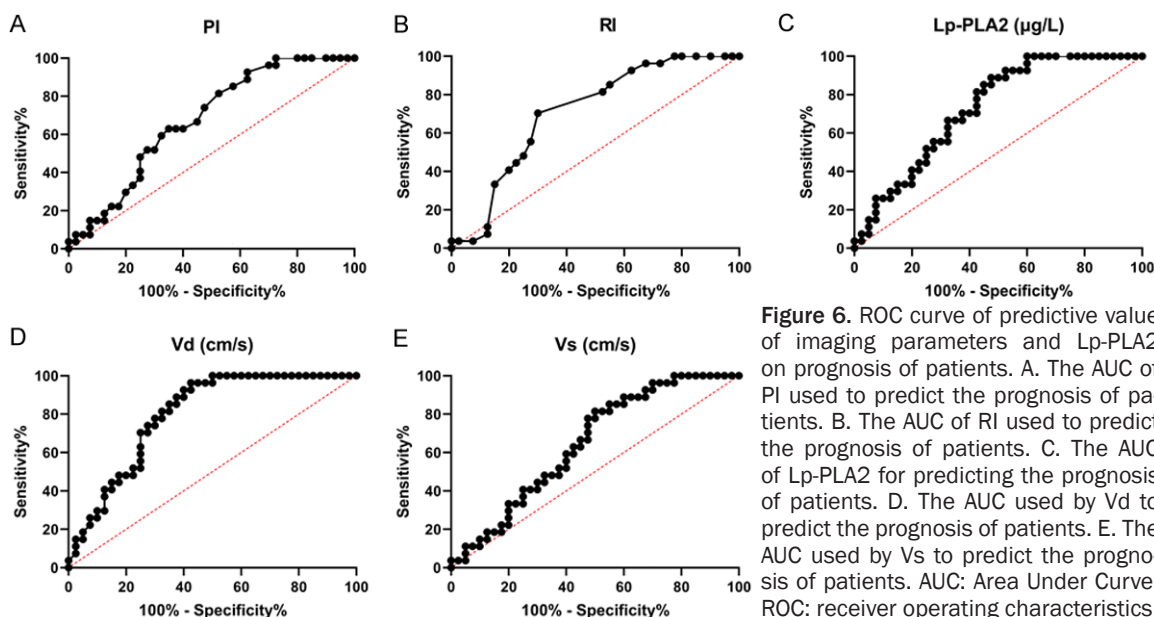 A
PI
Sensitivity%
100
80
60
40
20
0
0 20 40 60 80 100
100% - Specificity%
B
RI
Sensitivity%
100
80
60
40
20
0
0 20 40 60 80 100
100% - Specificity%
C
Lp-PLA2 (µg/L)
Sensitivity%
100
80
60
40
20
0
0 20 40 60 80 100
100% - Specificity%
D
Vd (cm/s)
Sensitivity%
100
80
60
40
20
0
0 20 40 60 80 100
100% - Specificity%
E
Vs (cm/s)
Sensitivity%
100
80
60
40
20
0
0 20 40 60 80 100
100% - Specificity%
Figure 6. ROC curve of predictive value
of imaging parameters and Lp-PLA2
on prognosis of patients. A. The AUC of
PI used to predict the prognosis of pa-
tients. B. The AUC of RI used to predict
the prognosis of patients. C. The AUC
of Lp-PLA2 for predicting the prognosis
of patients. D. The AUC used by Vd to
predict the prognosis of patients. E. The
AUC used by Vs to predict the progno-
sis of patients. AUC: Area Under Curve
ROC: receiver operating characteristics